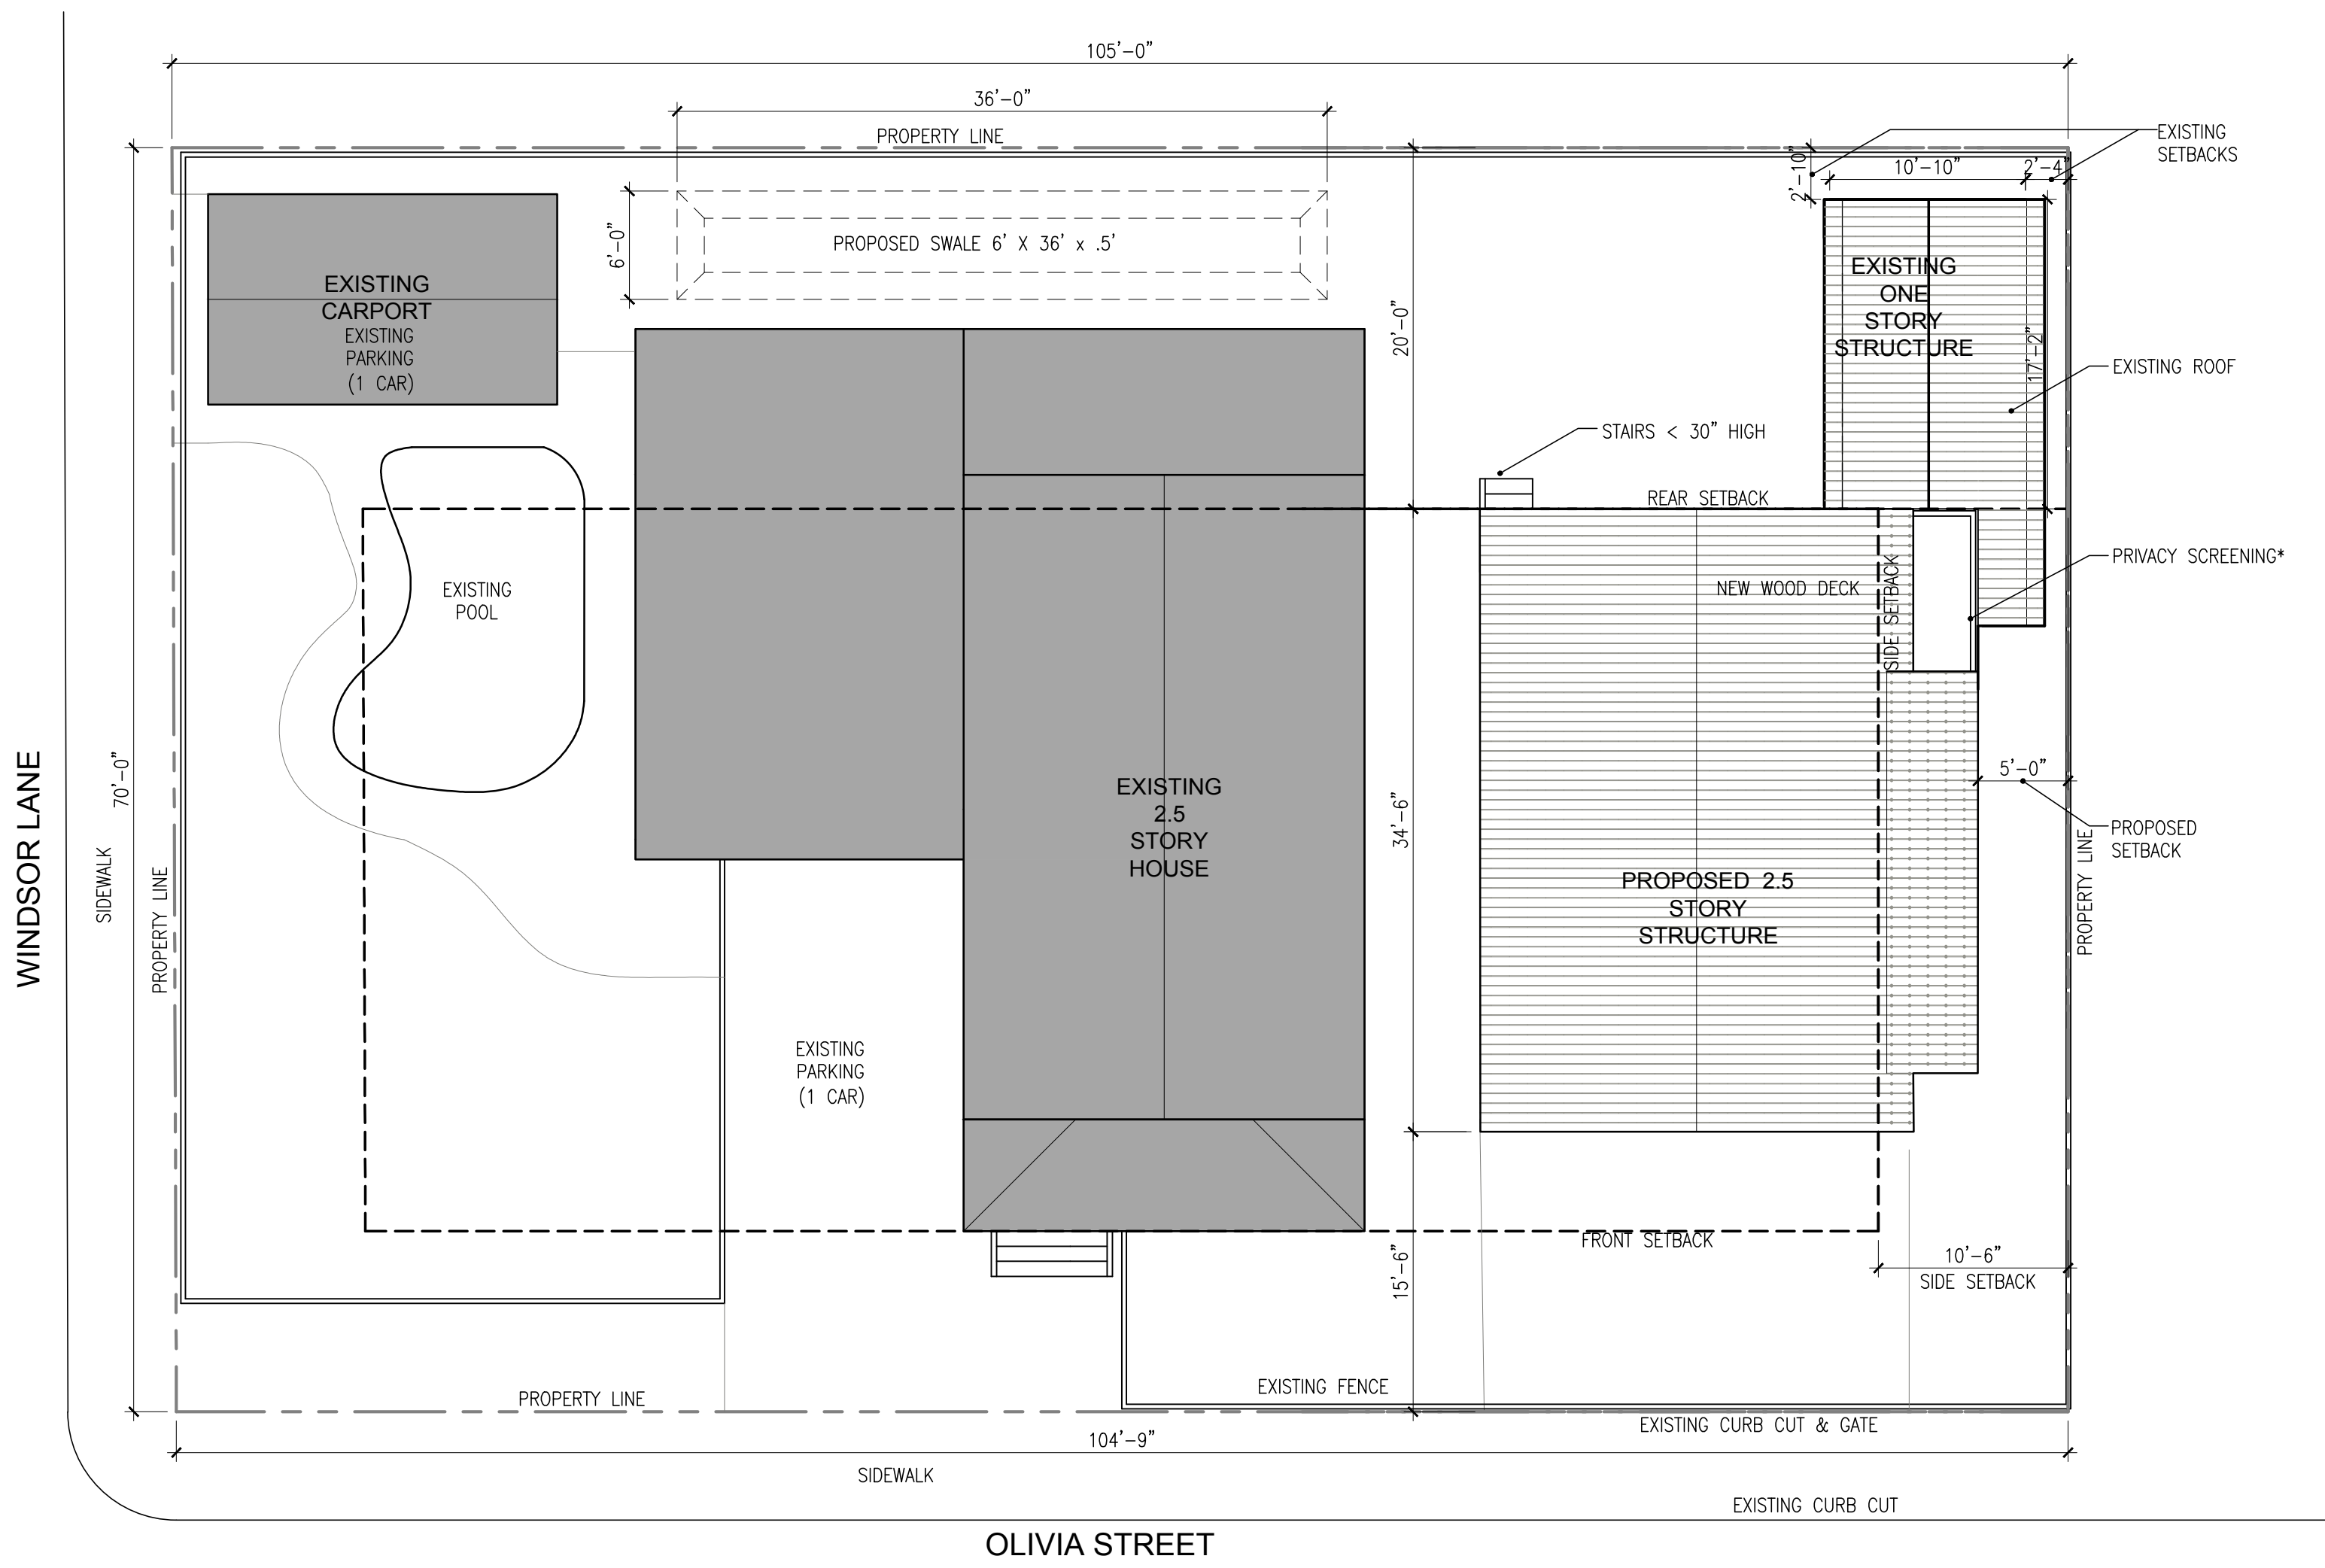 105'-0"
36'-0"
PROPERTY LINE
EXISTING
SETBACKS
2'-10"
10'-10"
2'-4"
6'-0"
PROPOSED SWALE 6' X 36' x .5'
EXISTING
CARPORT
EXISTING
PARKING
(1 CAR)
EXISTING
ONE
STORY
STRUCTURE
17'-2"
20'-0"
EXISTING ROOF
STAIRS < 30" HIGH
REAR SETBACK
PRIVACY SCREENING*
NEW WOOD DECK
SIDE SETBACK
EXISTING
POOL
WINDSOR LANE
SIDEWALK
70'-0"
PROPERTY LINE
EXISTING
2.5
STORY
HOUSE
34'-6"
5'-0"
PROPOSED
SETBACK
PROPERTY LINE
PROPOSED 2.5
STORY
STRUCTURE
EXISTING
PARKING
(1 CAR)
FRONT SETBACK
15'-6"
10'-6"
SIDE SETBACK
EXISTING FENCE
PROPERTY LINE
EXISTING CURB CUT & GATE
104'-9"
SIDEWALK
EXISTING CURB CUT
OLIVIA STREET